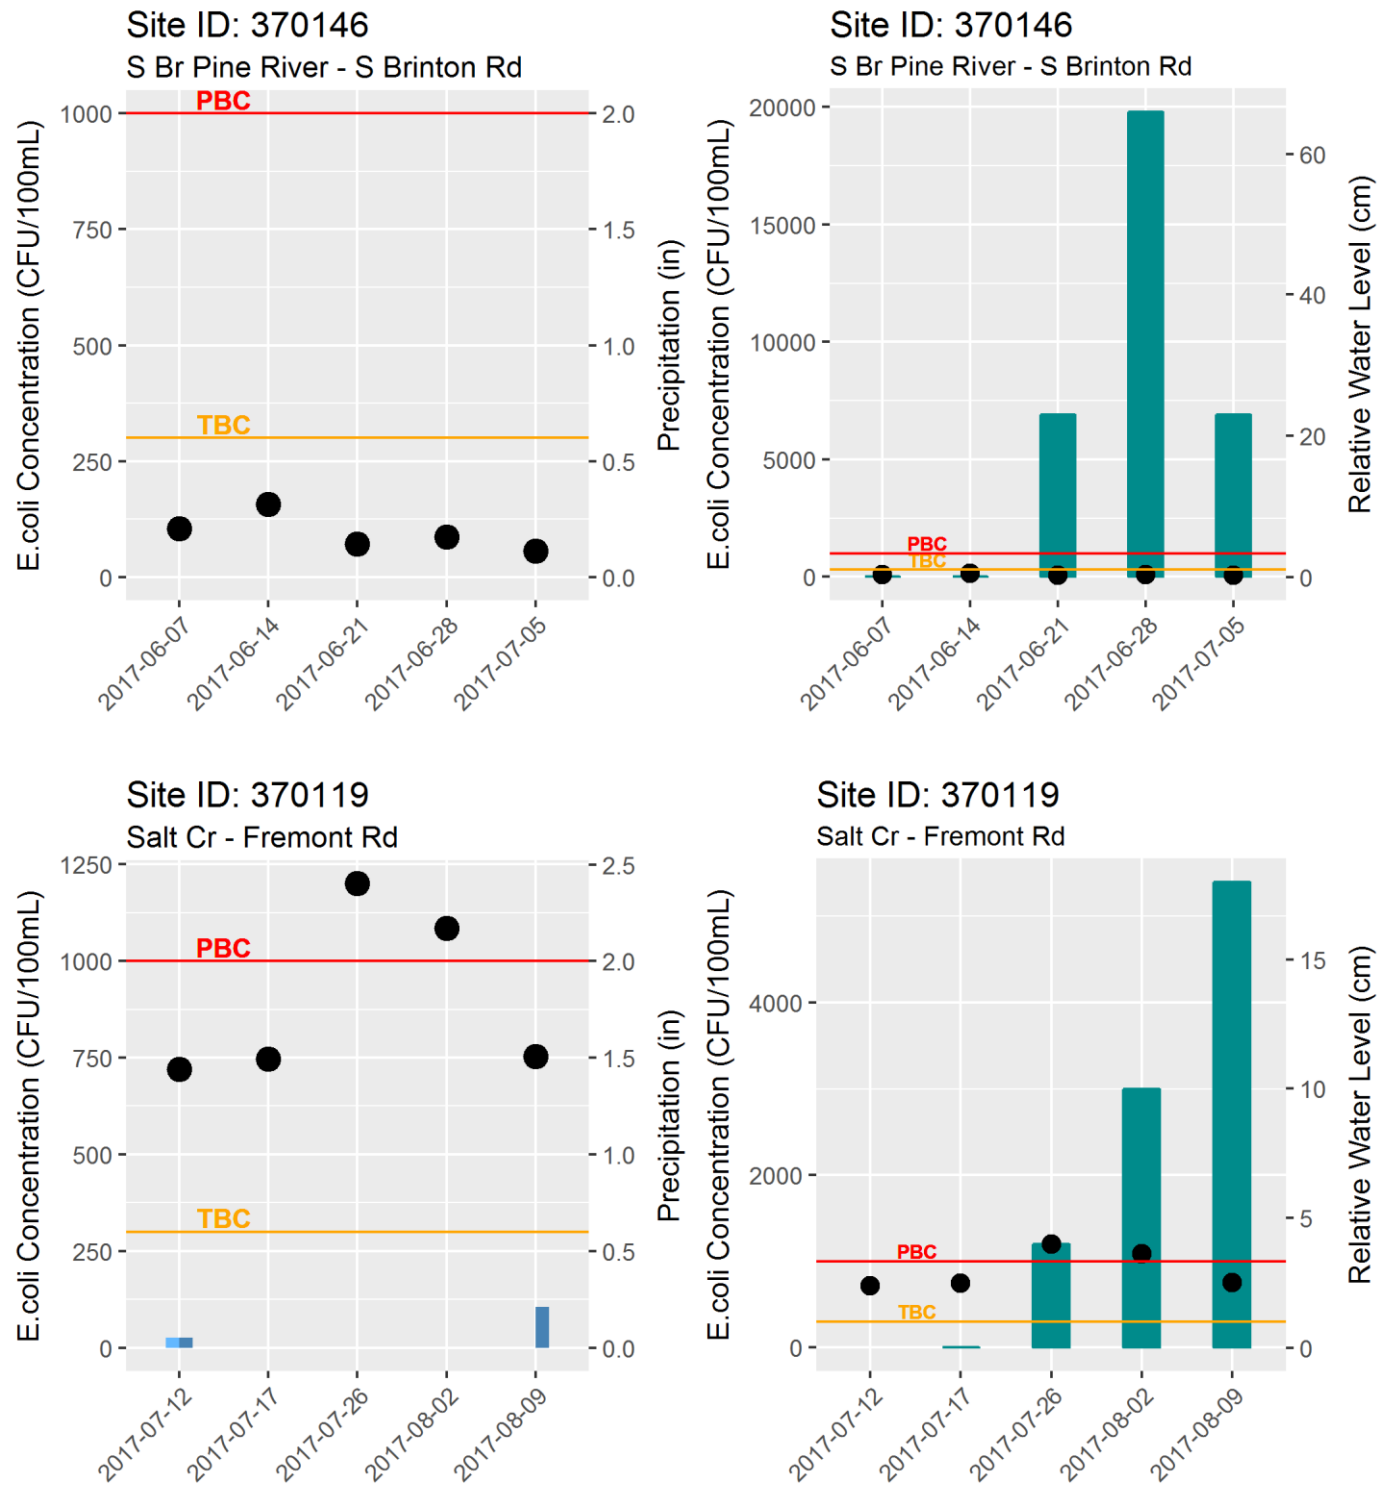 Site ID: 370146
S Br Pine River - S Brinton Rd
E.coli Concentration (CFU/100mL)
1000
750
500
250
0
PBC
TBC
2.0
1.5
1.0
0.5
0.0
Precipitation (in)
2017-06-07
2017-06-14
2017-06-21
2017-06-28
2017-07-05
Site ID: 370146
S Br Pine River - S Brinton Rd
E.coli Concentration (CFU/100mL)
20000
15000
10000
5000
0
PBC
TBC
60
40
20
0
Relative Water Level (cm)
2017-06-07
2017-06-14
2017-06-21
2017-06-28
2017-07-05
Site ID: 370119
Salt Cr - Fremont Rd
E.coli Concentration (CFU/100mL)
1250
1000
750
500
250
0
PBC
TBC
2.5
2.0
1.5
1.0
0.5
0.0
Precipitation (in)
2017-07-12
2017-07-17
2017-07-26
2017-08-02
2017-08-09
Site ID: 370119
Salt Cr - Fremont Rd
E.coli Concentration (CFU/100mL)
4000
2000
0
PBC
TBC
15
10
5
0
Relative Water Level (cm)
2017-07-12
2017-07-17
2017-07-26
2017-08-02
2017-08-09